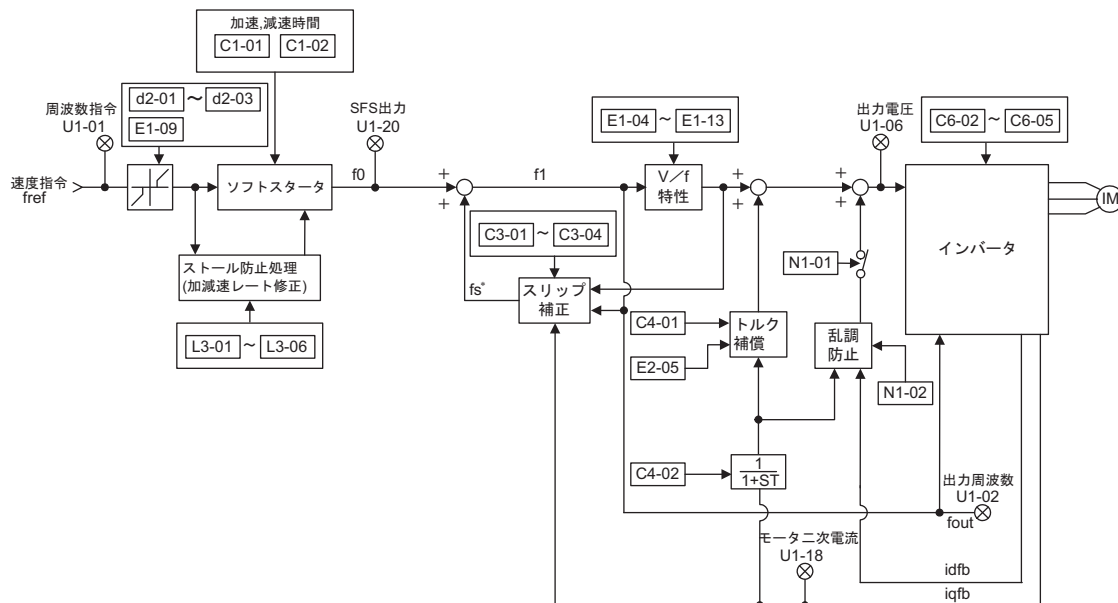 加速,減速時間
C1-01 C1-02
d2-01 ～ d2-03
E1-09
周波数指令
U1-01
SFS出力
U1-20
E1-04 ～ E1-13
出力電圧
U1-06
C6-02 ～ C6-05
速度指令
fref
ソフトスタータ
f0
+
+
f1
V／f
特性
+
+
+
+
インバータ
IM
ストール防止処理
(加減速レート修正)
L3-01 ～ L3-06
C3-01 ～ C3-04
fs*
スリップ
補正
N1-01
C4-01
トルク
補償
E2-05
乱調
防止
N1-02
C4-02
1
1+ST
出力周波数
U1-02
fout
モータ二次電流
U1-18
idfb
iqfb